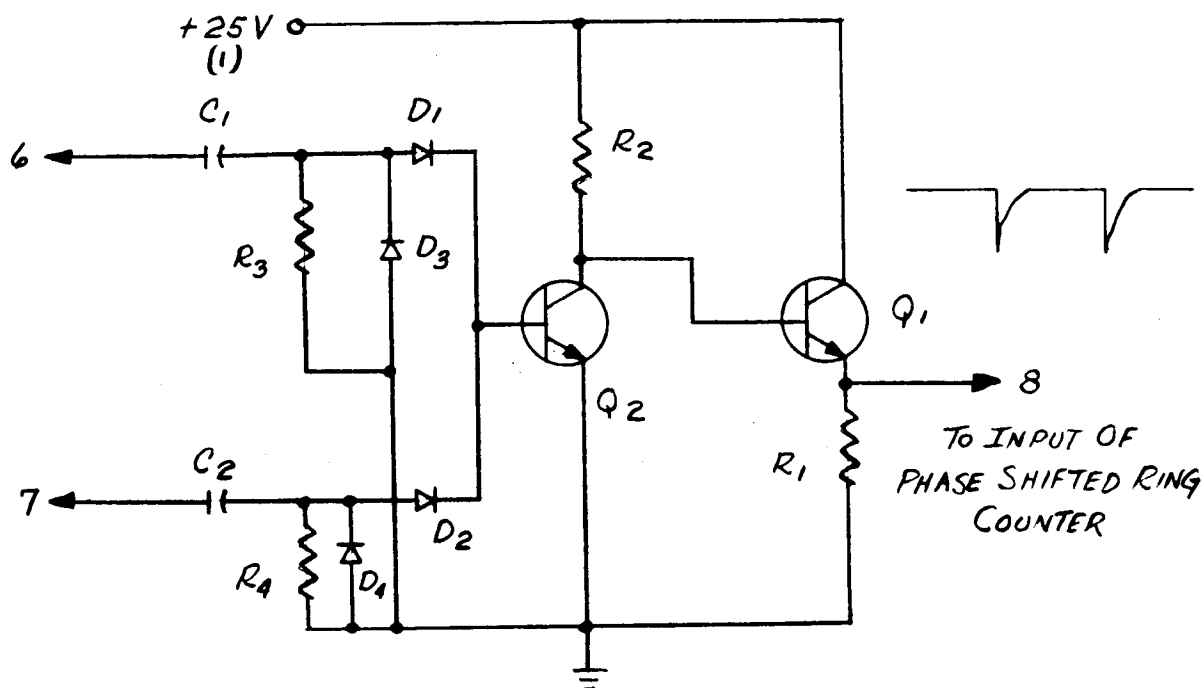 +25V
(1)
C1
D1
R2
6
R3
D3
Q1
Q2
8
C2
TO INPUT OF
R1
PHASE SHIFTED RING
7
COUNTER
D2
R4
D4